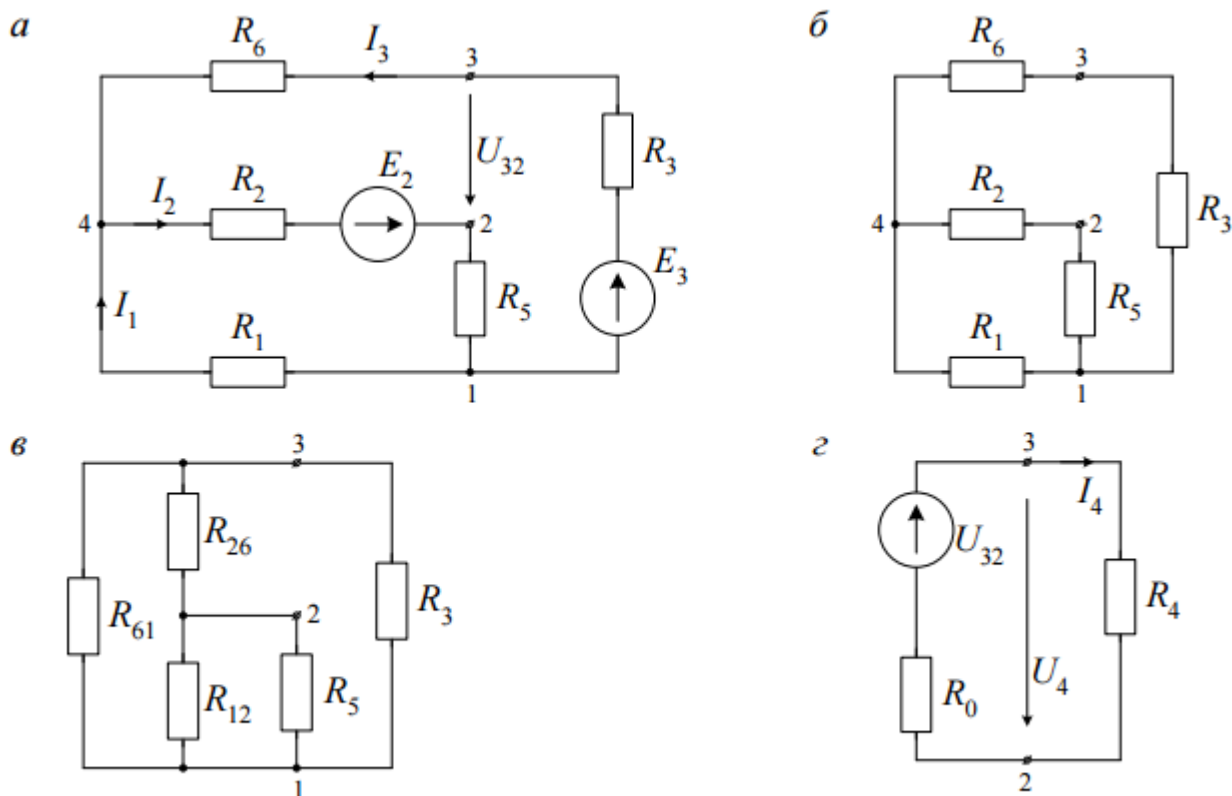 а
R₆
I₃
3
U₃₂
R₃
4
I₂
R₂
E₂
2
R₅
E₃
I₁
R₁
1
б
R₆
3
4
R₂
2
R₃
R₅
R₁
1
в
3
R₂₆
R₆₁
2
R₃
R₁₂
R₅
1
г
3
I₄
U₃₂
R₄
R₀
U₄
2